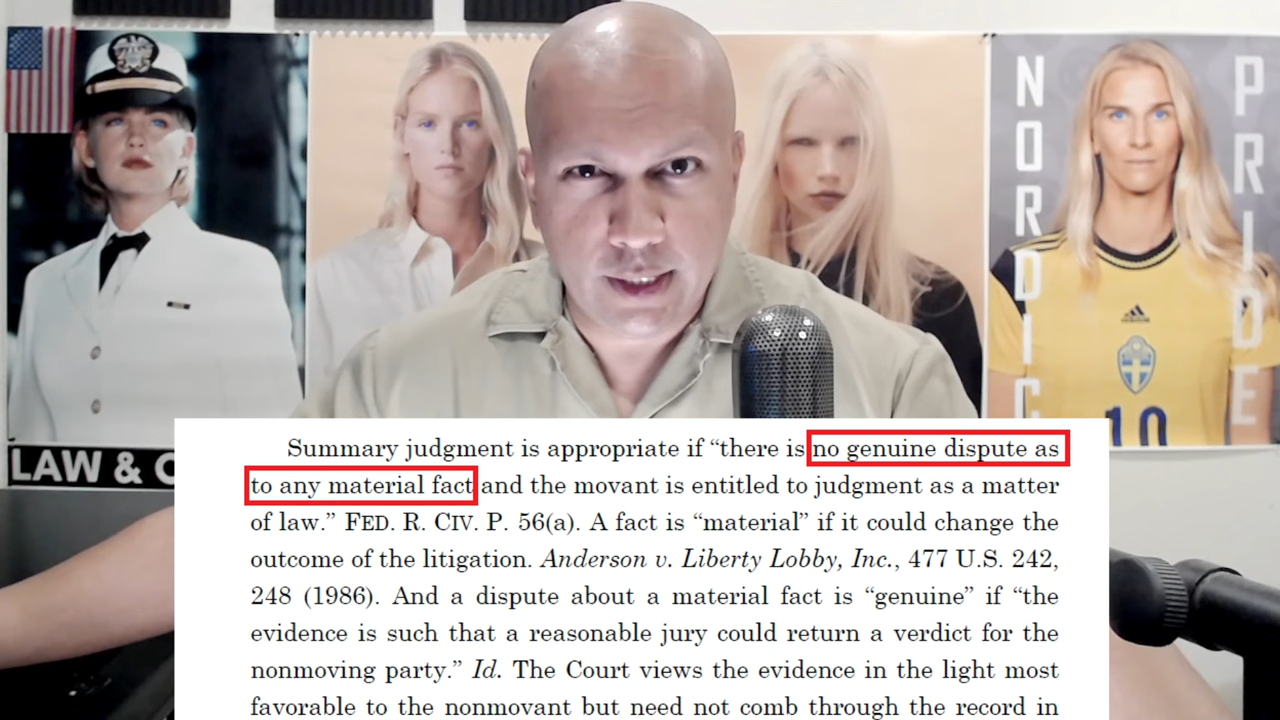 NORDIC
PRIDE
10
LAW & C
Summary judgment is appropriate if “there is no genuine dispute as
to any material fact and the movant is entitled to judgment as a matter
of law.” FED. R. CIV. P. 56(a). A fact is “material” if it could change the
outcome of the litigation. Anderson v. Liberty Lobby, Inc., 477 U.S. 242,
248 (1986). And a dispute about a material fact is “genuine” if “the
evidence is such that a reasonable jury could return a verdict for the
nonmoving party.” Id. The Court views the evidence in the light most
favorable to the nonmovant but need not comb through the record in